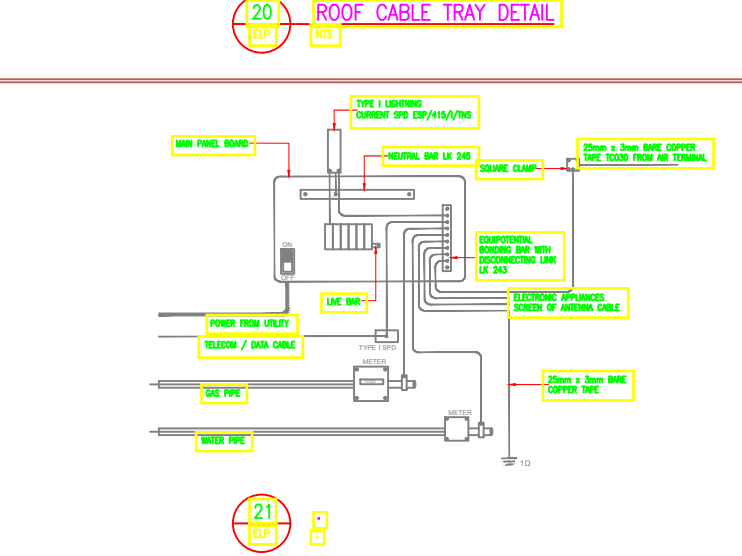 20
ROOF CABLE TRAY DETAIL
ELP
NTS
TYPE I LIGHTNING
CURRENT SPD ESP/415/I/TNS
MAIN PANEL BOARD
NEUTRAL BAR LK 245
25mm x 3mm BARE COPPER
TAPE TC030 FROM AIR TERMINAL
SQUARE CLAMP
ON
OFF
EQUIPOTENTIAL
BONDING BAR WITH
DISCONNECTING LINK
LK 243
LIVE BAR
ELECTRONIC APPLIANCES
SCREEN OF ANTENNA CABLE
POWER FROM UTILITY
TELECOM / DATA CABLE
TYPE I SPD
METER
25mm x 3mm BARE
COPPER TAPE
GAS PIPE
METER
WATER PIPE
1Ω
21
ELP